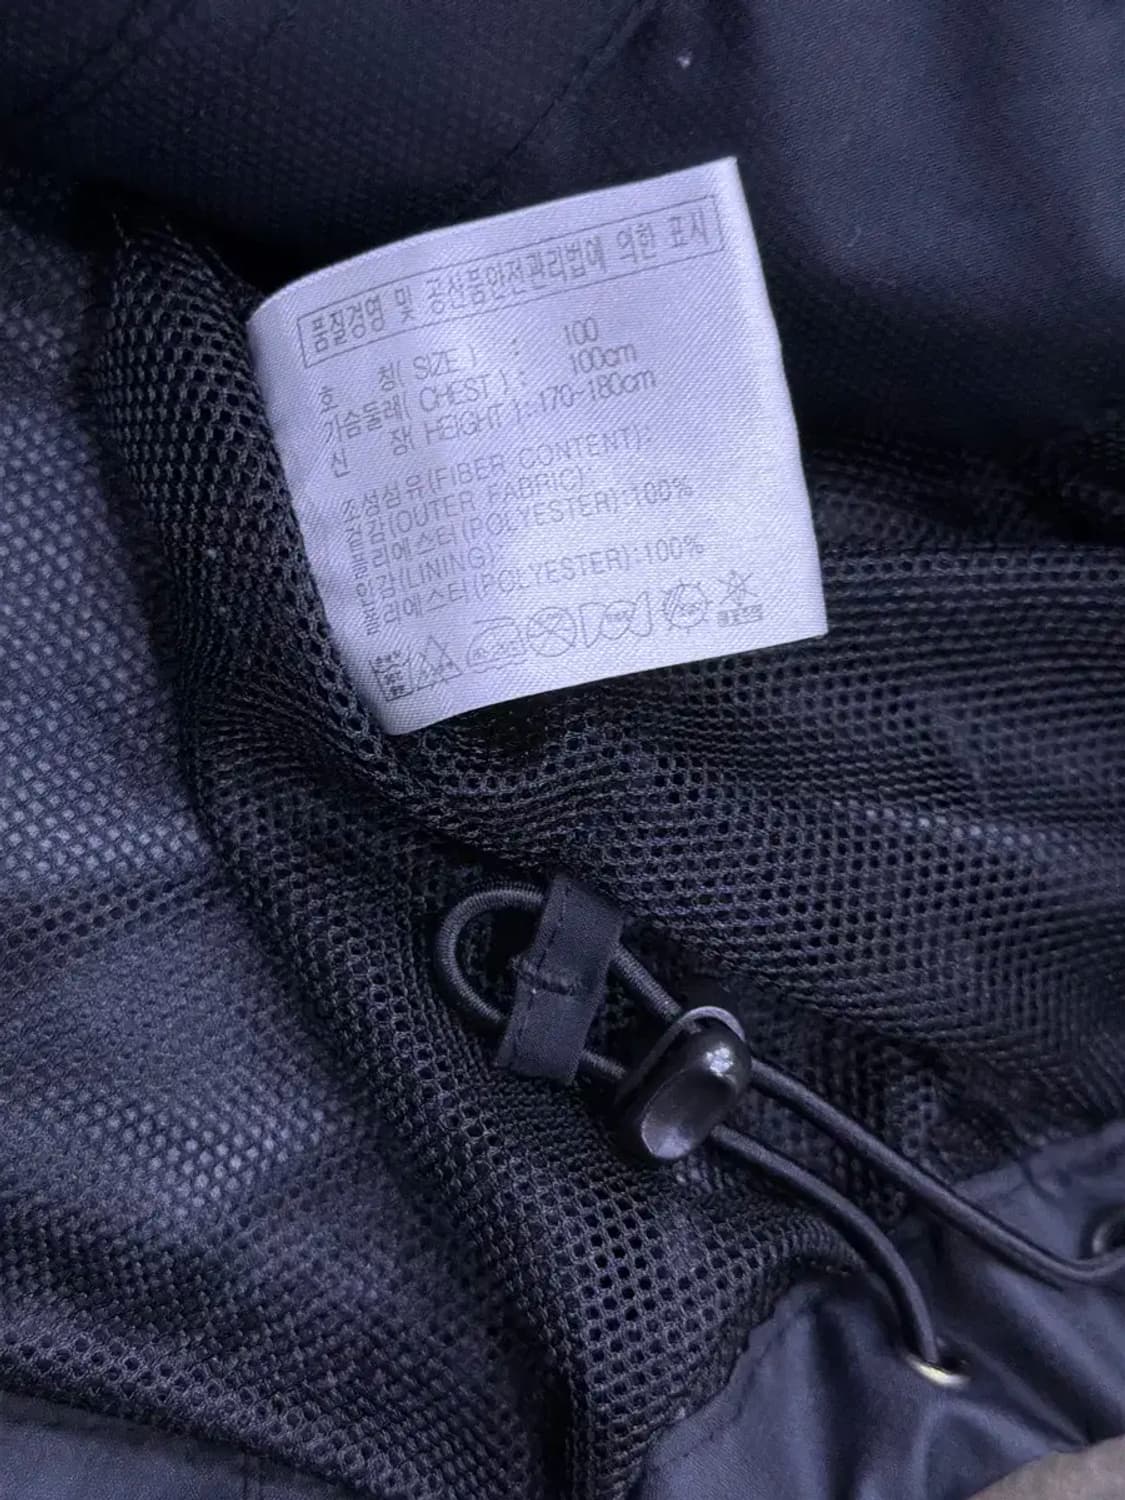 품질경영 및 공산품안전관리법에 의한 표시
호 칭( SIZE ) : 100
가슴둘레( CHEST ) : 100cm
신 장( HEIGHT ) : 170-180cm
조성섬유(FIBER CONTENT):
겉감(OUTER FABRIC):
폴리에스터(POLYESTER):100%
안감(LINING):
폴리에스터(POLYESTER):100%